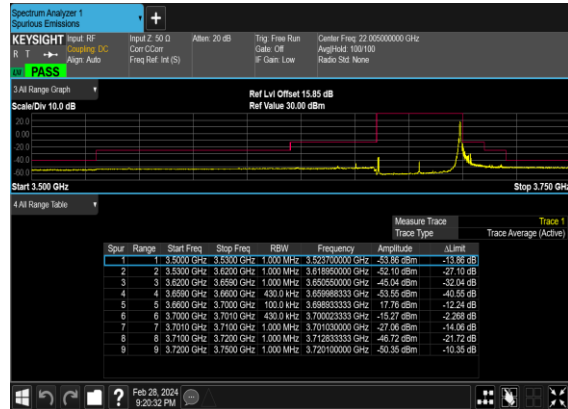 Spectrum Analyzer 1
Spurious Emissions
KEYSIGHT Input: RF Input Z: 50 Ω Atten: 20 dB Trig: Free Run Center Freq: 22.005000000 GHz
R T Coupling: DC Corr CCorr Gate: Off Avg|Hold: 100/100
Align: Auto Freq Ref: Int (S) IF Gain: Low Radio Std: None
PASS
3 All Range Graph
Ref Lvl Offset 15.85 dB
Scale/Div 10.0 dB Ref Value 30.00 dBm
20.0
0.00
-20.0
-40.0
-60.0
Start 3.500 GHz Stop 3.750 GHz
4 All Range Table
Measure Trace Trace 1
Trace Type Trace Average (Active)
Spur Range Start Freq Stop Freq RBW Frequency Amplitude ΔLimit
1 1 3.5000 GHz 3.5300 GHz 1.000 MHz 3.523700000 GHz -53.86 dBm -13.86 dB
2 2 3.5300 GHz 3.6200 GHz 1.000 MHz 3.618950000 GHz -52.10 dBm -27.10 dB
3 3 3.6200 GHz 3.6590 GHz 1.000 MHz 3.650550000 GHz -45.04 dBm -32.04 dB
4 4 3.6590 GHz 3.6600 GHz 430.0 kHz 3.659988333 GHz -53.55 dBm -40.55 dB
5 5 3.6600 GHz 3.7000 GHz 100.0 kHz 3.698933333 GHz 17.76 dBm -12.24 dB
6 6 3.7000 GHz 3.7010 GHz 430.0 kHz 3.700023333 GHz -15.27 dBm -2.268 dB
7 7 3.7010 GHz 3.7100 GHz 1.000 MHz 3.701030000 GHz -27.06 dBm -14.06 dB
8 8 3.7100 GHz 3.7200 GHz 1.000 MHz 3.712833333 GHz -46.72 dBm -21.72 dB
9 9 3.7200 GHz 3.7500 GHz 1.000 MHz 3.720100000 GHz -50.35 dBm -10.35 dB
Feb 28, 2024
9:20:32 PM